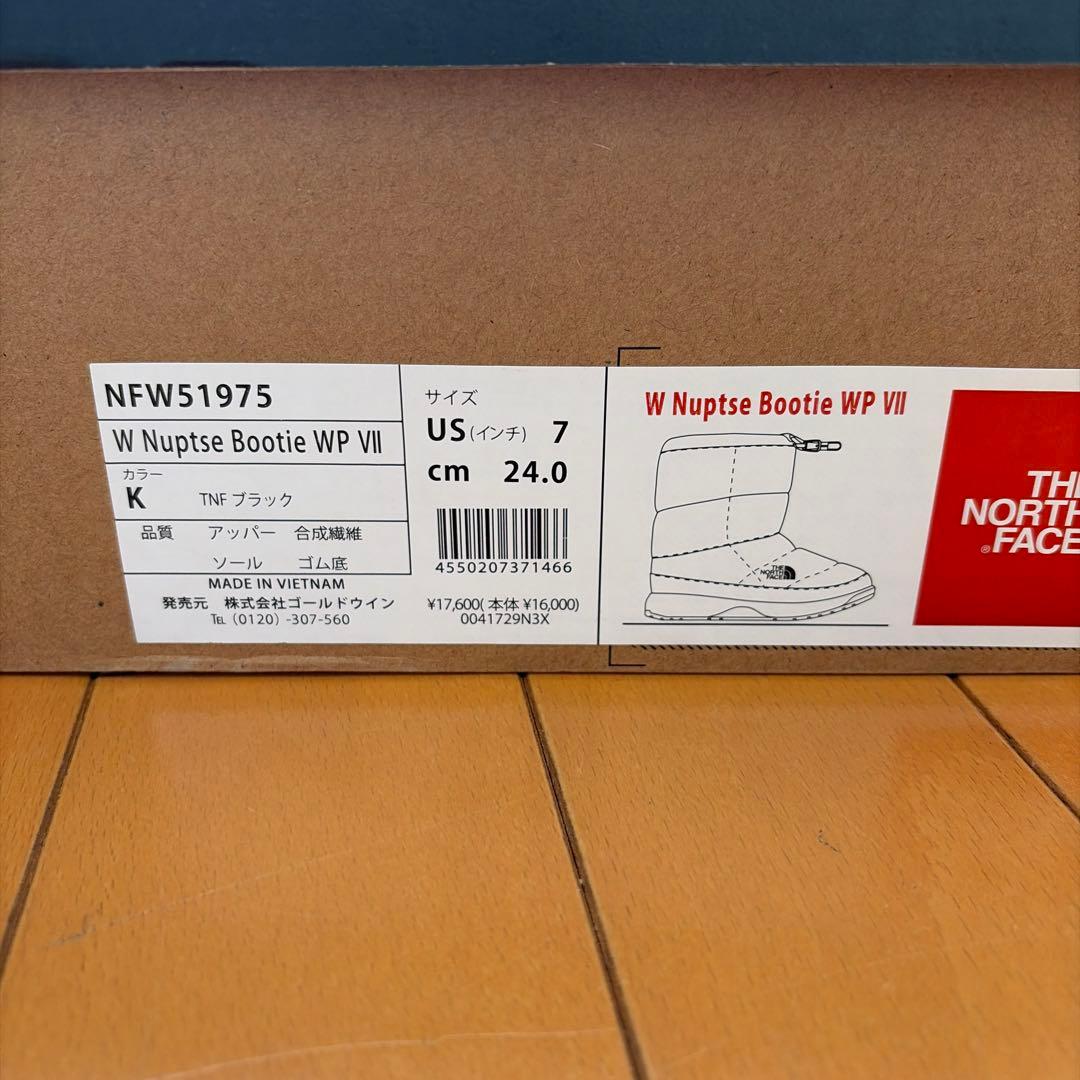 NFW51975
W Nuptse Bootie WP VII
カラー
K TNF ブラック
品質 アッパー 合成繊維
ソール ゴム底
MADE IN VIETNAM
発売元 株式会社ゴールドウイン
TEL (0120) -307-560
サイズ
US (インチ) 7
cm 24.0
4550207371466
¥17,600( 本体 ¥16,000)
0041729N3X
W Nuptse Bootie WP VII
THE
NORTH
FACE
THE
NORTH
® FACE